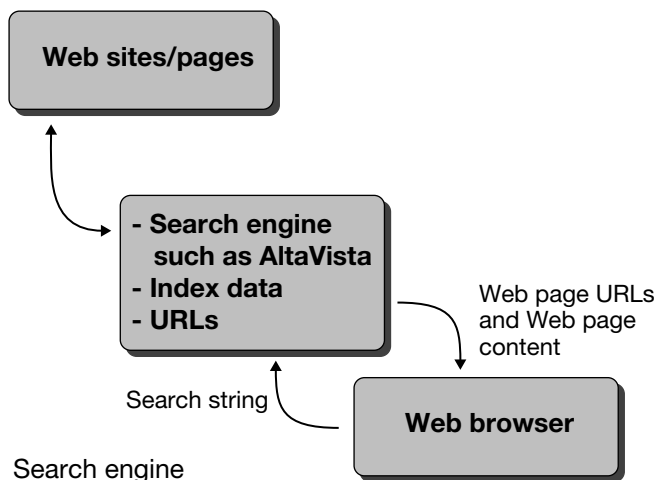 Web sites/pages
- Search engine
such as AltaVista
- Index data
- URLs
Web page URLs
and Web page
content
Search string
Web browser
Search engine